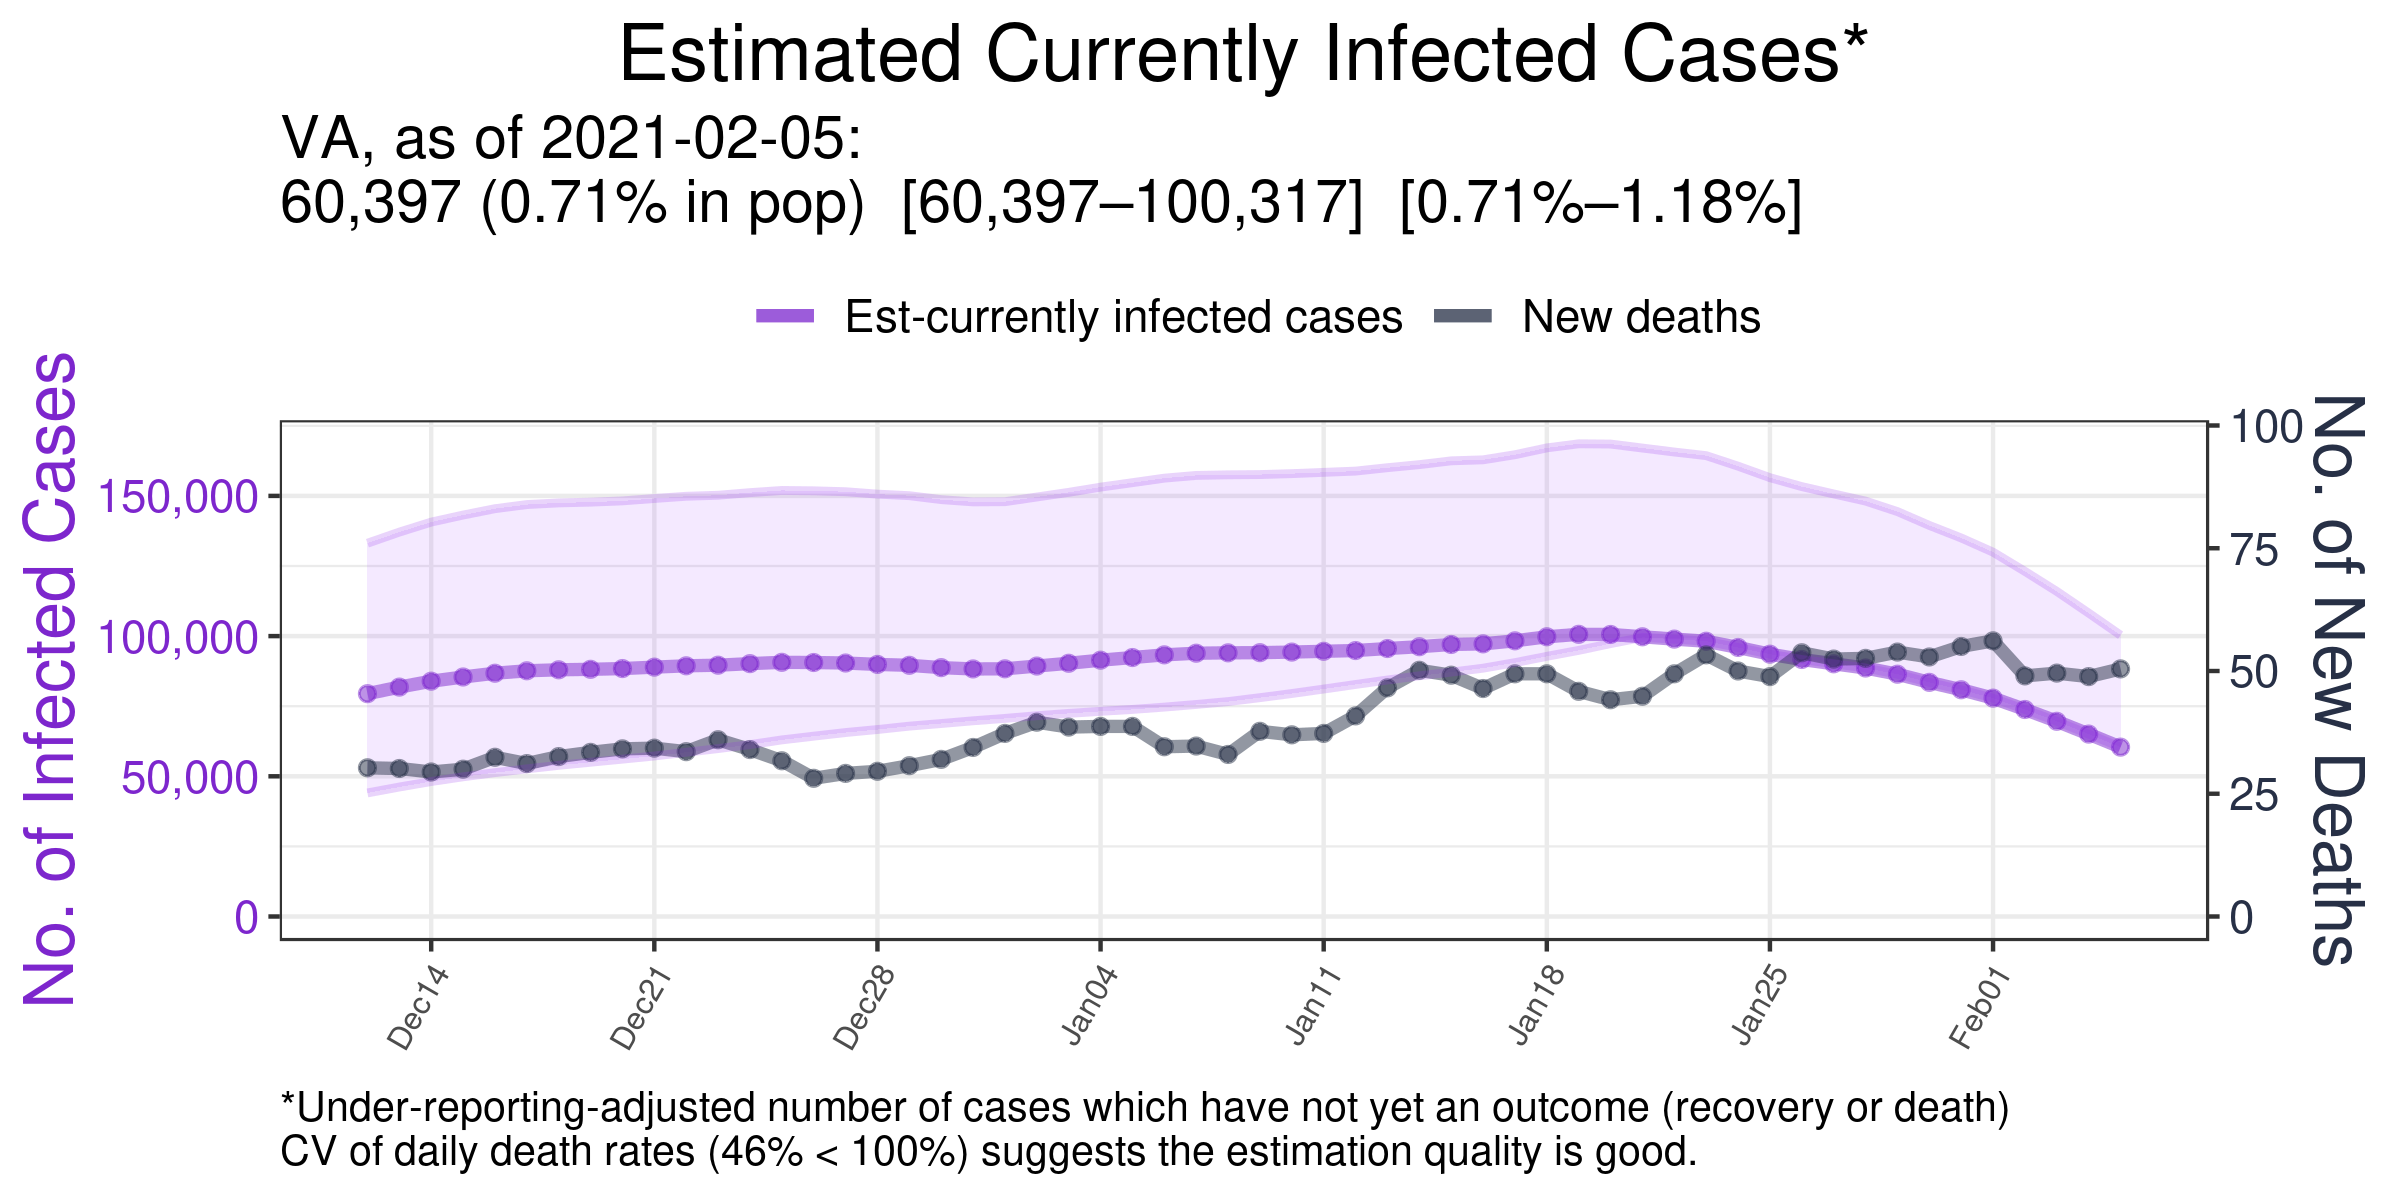 Estimated Currently Infected Cases*
VA, as of 2021-02-05:
60,397 (0.71% in pop)  [60,397–100,317]  [0.71%–1.18%]
Est-currently infected cases
New deaths
No. of Infected Cases
150,000
100,000
50,000
0
100
75
50
25
0
No. of New Deaths
Dec14
Dec21
Dec28
Jan04
Jan11
Jan18
Jan25
Feb01
*Under-reporting-adjusted number of cases which have not yet an outcome (recovery or death)
CV of daily death rates (46% < 100%) suggests the estimation quality is good.